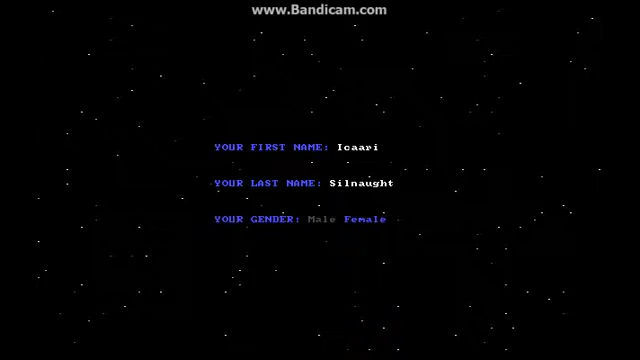 www.Bandicam.com
YOUR FIRST NAME: Icaari
YOUR LAST NAME: Silnaught
YOUR GENDER: Male Female